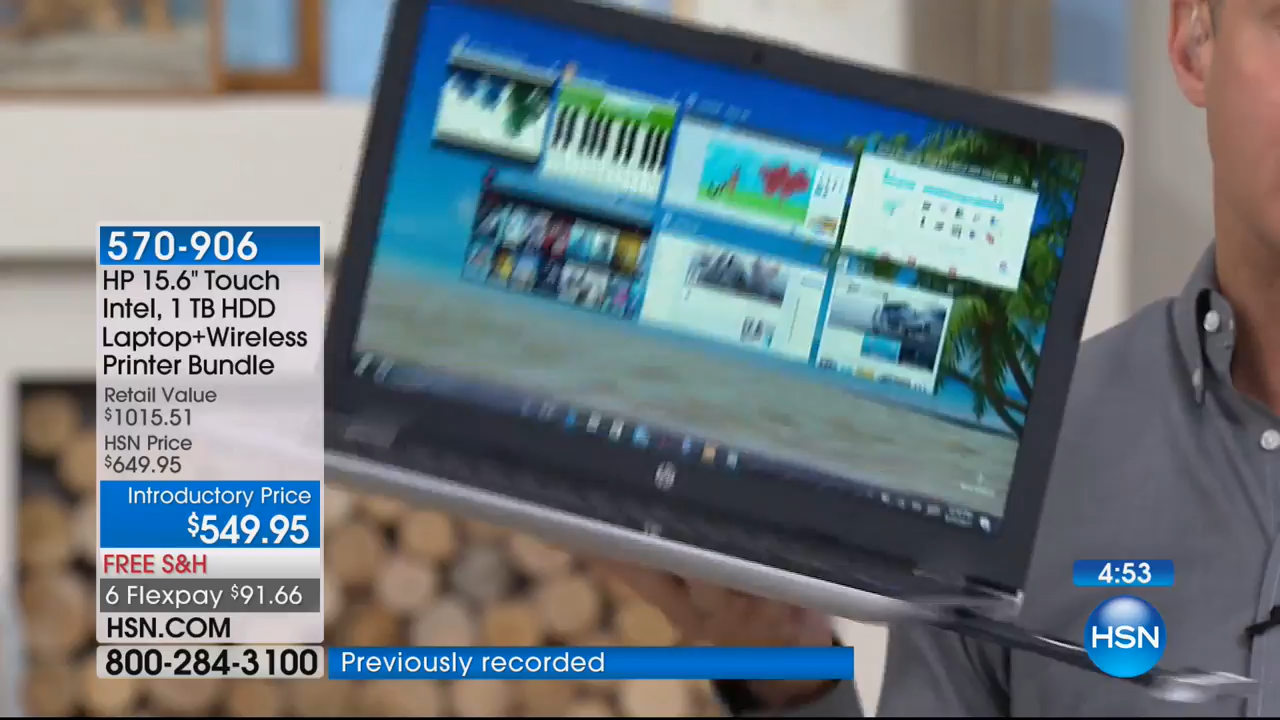 570-906
HP 15.6" Touch
Intel, 1 TB HDD
Laptop+Wireless
Printer Bundle
Retail Value
$1015.51
HSN Price
$649.95
Introductory Price
$549.95
FREE S&H
6 Flexpay $91.66
HSN.COM
800-284-3100
Previously recorded
4:53
HSN
hp